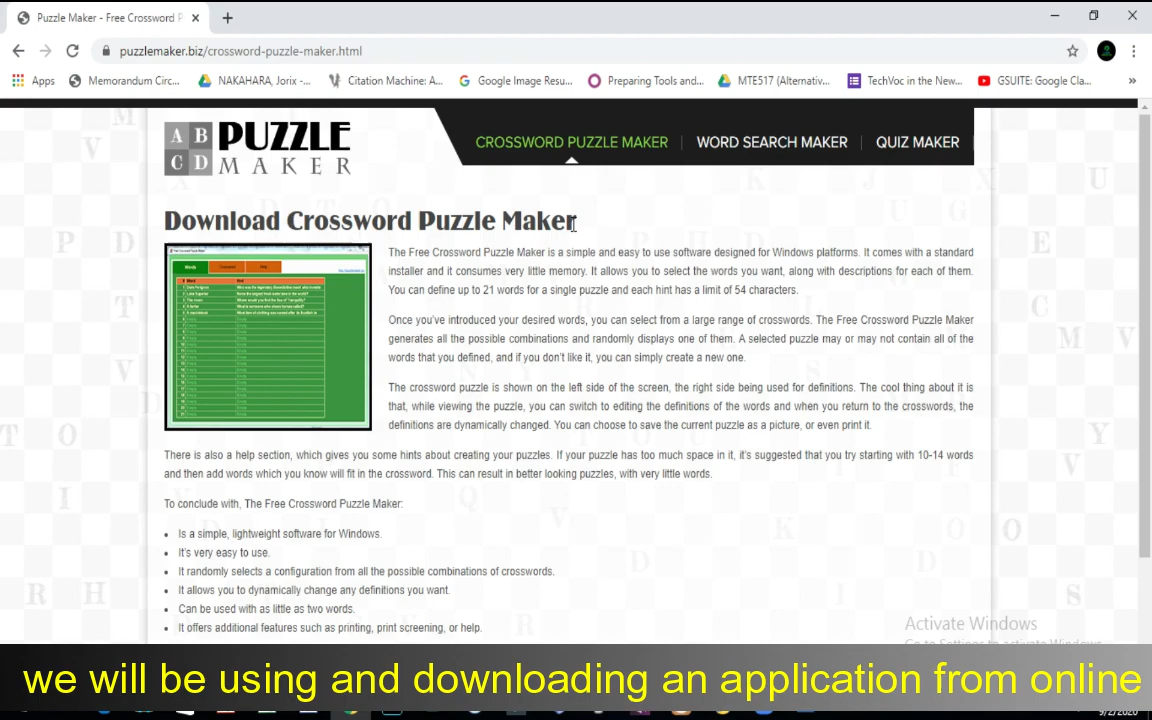 Puzzle Maker - Free Crossword P
puzzlemaker.biz/crossword-puzzle-maker.html
Apps
Memorandum Circ...
NAKAHARA, Jorix -...
Citation Machine: A...
Google Image Resu...
Preparing Tools and...
MTE517 (Alternativ...
TechVoc in the New...
GSUITE: Google Cla...
A B PUZZLE
C D MAKER
CROSSWORD PUZZLE MAKER
WORD SEARCH MAKER
QUIZ MAKER
Download Crossword Puzzle Maker
The Free Crossword Puzzle Maker is a simple and easy to use software designed for Windows platforms. It comes with a standard
installer and it consumes very little memory. It allows you to select the words you want, along with descriptions for each of them.
You can define up to 21 words for a single puzzle and each hint has a limit of 54 characters.
Once you've introduced your desired words, you can select from a large range of crosswords. The Free Crossword Puzzle Maker
generates all the possible combinations and randomly displays one of them. A selected puzzle may or may not contain all of the
words that you defined, and if you don't like it, you can simply create a new one.
The crossword puzzle is shown on the left side of the screen, the right side being used for definitions. The cool thing about it is
that, while viewing the puzzle, you can switch to editing the definitions of the words and when you return to the crosswords, the
definitions are dynamically changed. You can choose to save the current puzzle as a picture, or even print it.
There is also a help section, which gives you some hints about creating your puzzles. If your puzzle has too much space in it, it's suggested that you try starting with 10-14 words
and then add words which you know will fit in the crossword. This can result in better looking puzzles, with very little words.
To conclude with, The Free Crossword Puzzle Maker:
Is a simple, lightweight software for Windows.
It's very easy to use.
It randomly selects a configuration from all the possible combinations of crosswords.
It allows you to dynamically change any definitions you want.
Can be used with as little as two words.
It offers additional features such as printing, print screening, or help.
Activate Windows
we will be using and downloading an application from online